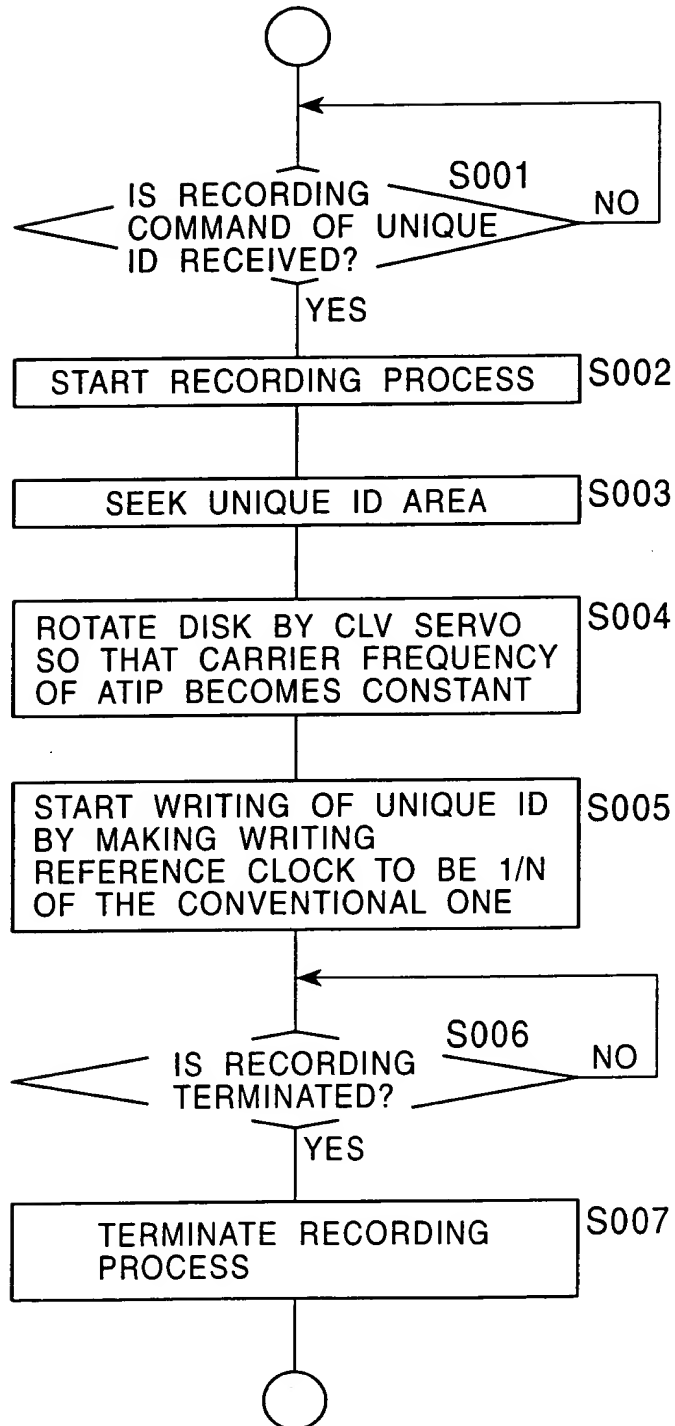 S001
IS RECORDING
COMMAND OF UNIQUE
ID RECEIVED?
NO
YES
START RECORDING PROCESS
S002
SEEK UNIQUE ID AREA
S003
ROTATE DISK BY CLV SERVO
SO THAT CARRIER FREQUENCY
OF ATIP BECOMES CONSTANT
S004
START WRITING OF UNIQUE ID
BY MAKING WRITING
REFERENCE CLOCK TO BE 1/N
OF THE CONVENTIONAL ONE
S005
S006
IS RECORDING
TERMINATED?
NO
YES
TERMINATE RECORDING
PROCESS
S007